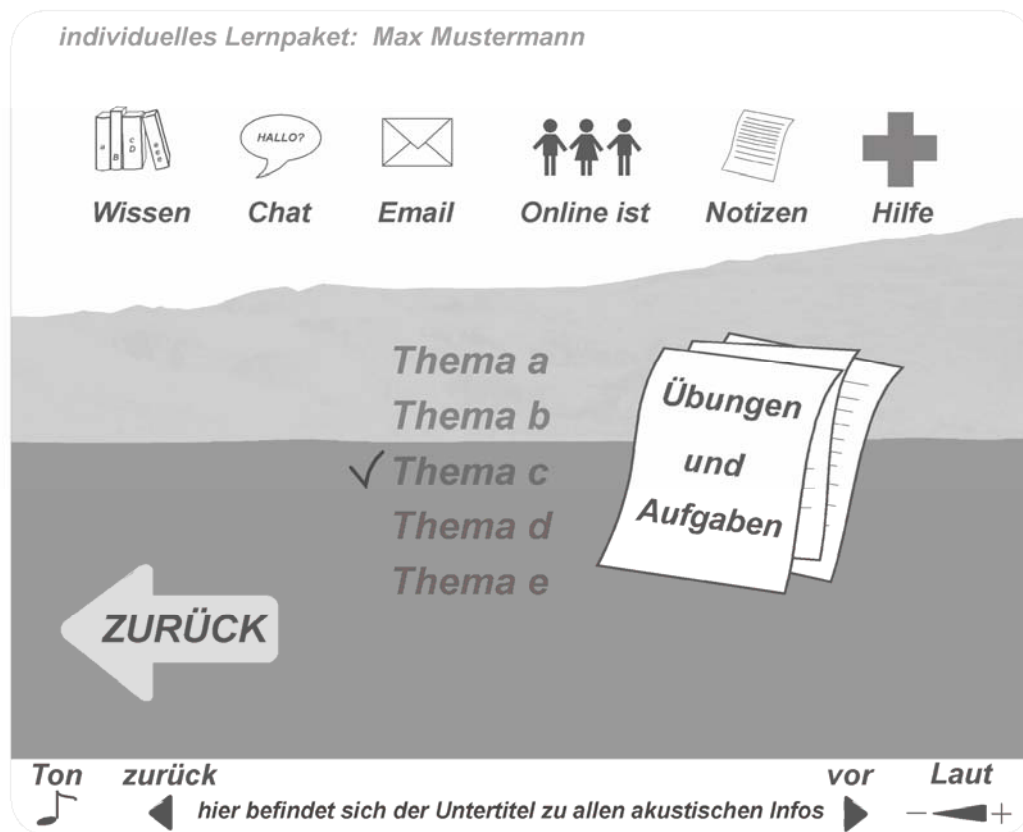 individuelles Lernpaket: Max Mustermann
a B c D e e e
HALLO?
Wissen Chat Email Online ist Notizen Hilfe
Thema a
Thema b
Thema c
Thema d
Thema e
Übungen
und
Aufgaben
ZURÜCK
Ton zurück vor Laut
hier befindet sich der Untertitel zu allen akustischen Infos